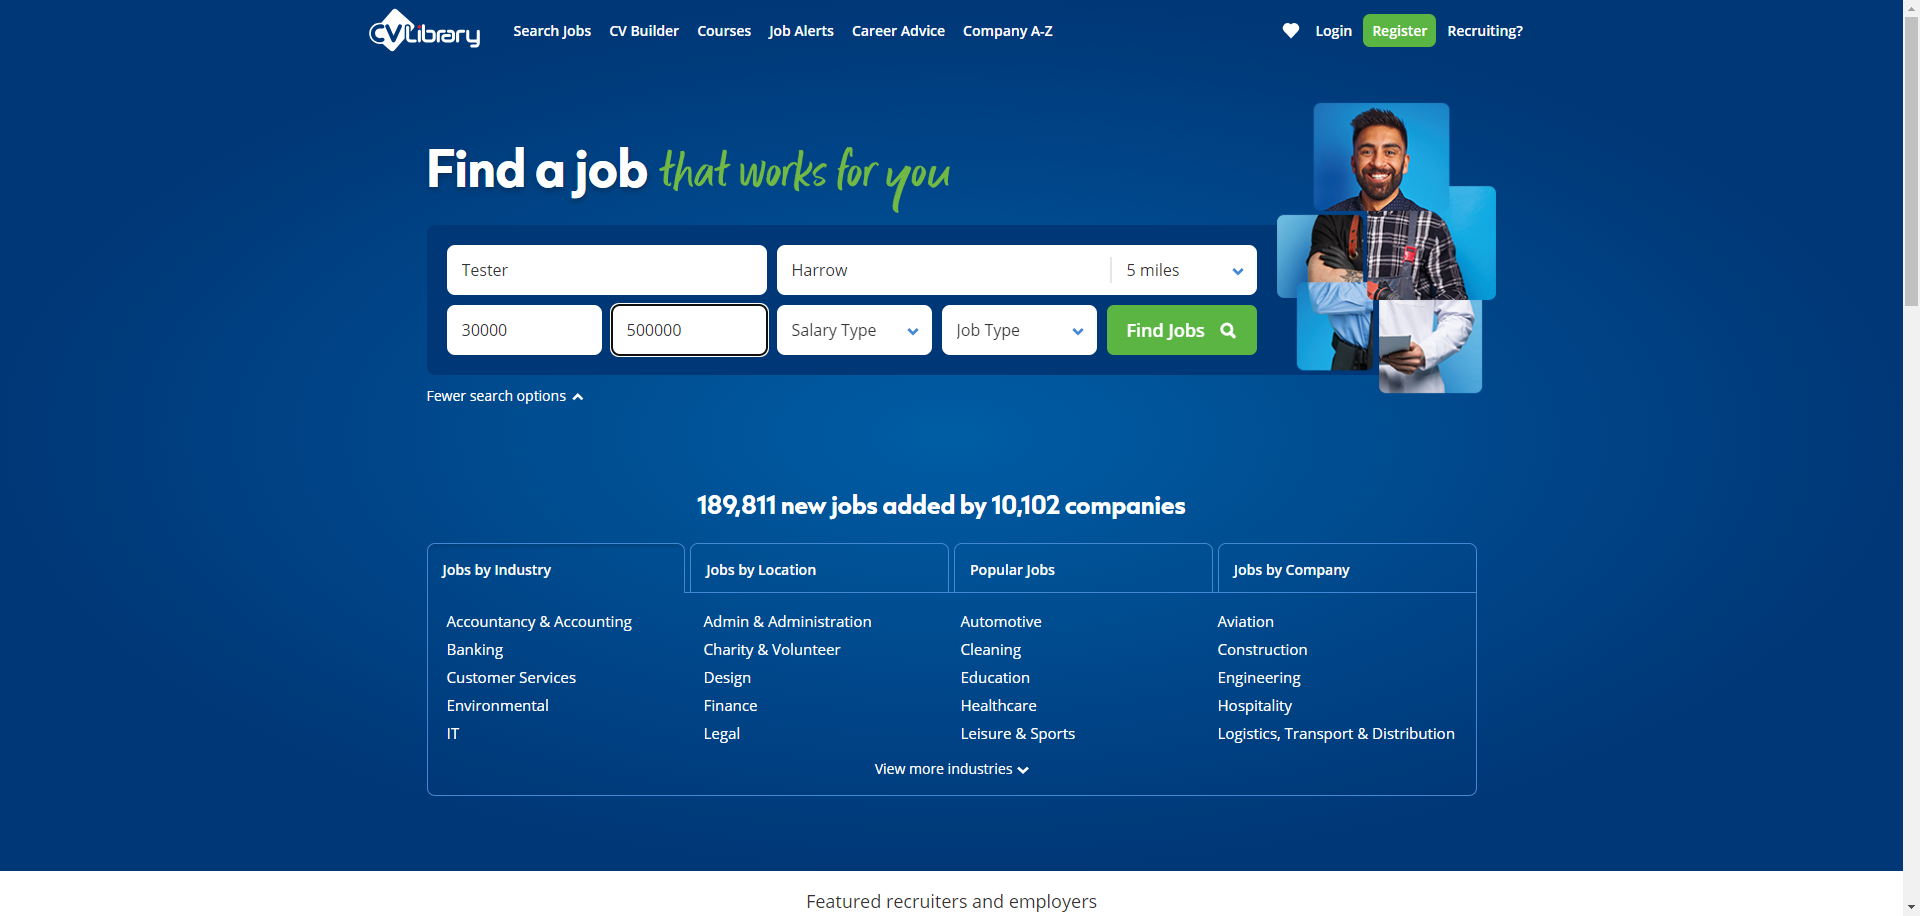 CV Library
Search Jobs CV Builder Courses Job Alerts Career Advice Company A-Z Login Register Recruiting?
Find a job that works for you
Tester Harrow 5 miles
30000 500000 Salary Type Job Type Find Jobs
Fewer search options
189,811 new jobs added by 10,102 companies
Jobs by Industry Jobs by Location Popular Jobs Jobs by Company
Accountancy & Accounting Admin & Administration Automotive Aviation
Banking Charity & Volunteer Cleaning Construction
Customer Services Design Education Engineering
Environmental Finance Healthcare Hospitality
IT Legal Leisure & Sports Logistics, Transport & Distribution
View more industries
Featured recruiters and employers